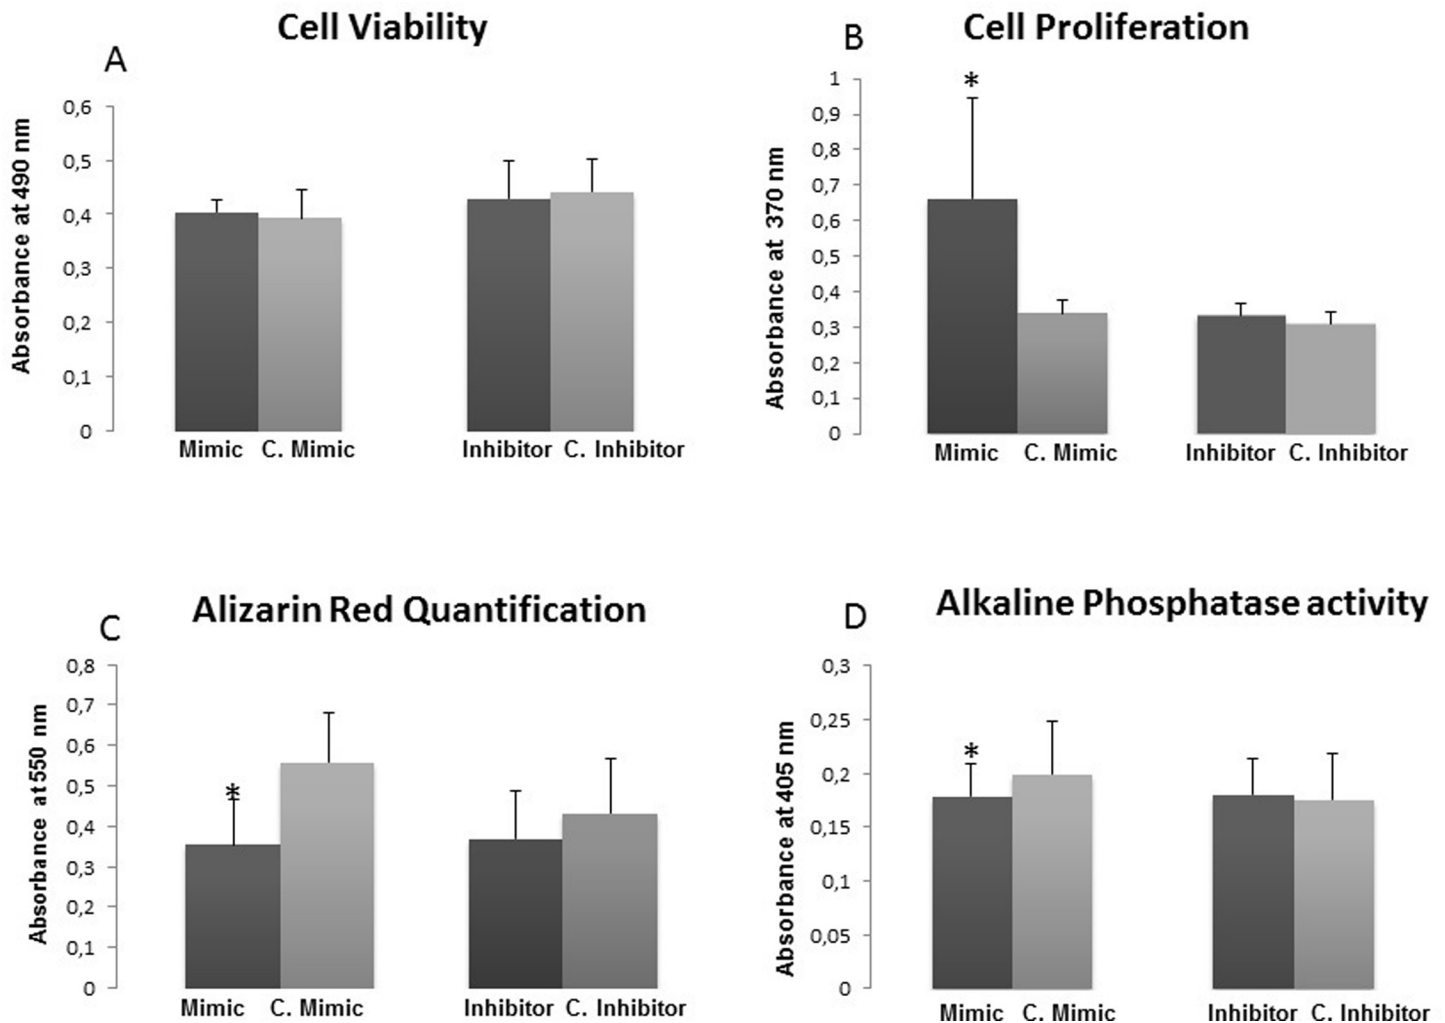 Cell Viability
A
Absorbance at 490 nm
0,6
0,5
0,4
0,3
0,2
0,1
0
Mimic C. Mimic Inhibitor C. Inhibitor
Cell Proliferation
B
Absorbance at 370 nm
1
0,9
0,8
0,7
0,6
0,5
0,4
0,3
0,2
0,1
0
*
Mimic C. Mimic Inhibitor C. Inhibitor
Alizarin Red Quantification
C
Absorbance at 550 nm
0,8
0,7
0,6
0,5
0,4
0,3
0,2
0,1
0
*
Mimic C. Mimic Inhibitor C. Inhibitor
Alkaline Phosphatase activity
D
Absorbance at 405 nm
0,3
0,25
0,2
0,15
0,1
0,05
0
*
Mimic C. Mimic Inhibitor C. Inhibitor